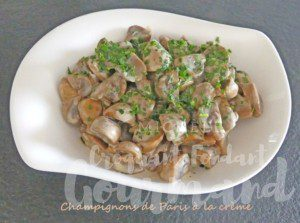 Croquant Fondant
Gourmand
Champignons de Paris à la crème